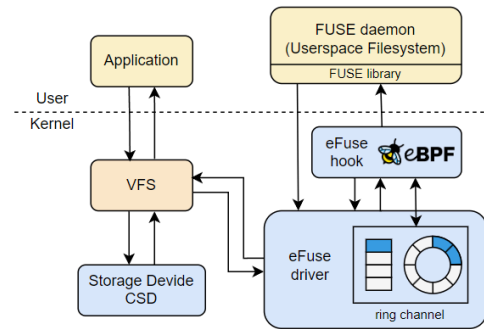 FUSE daemon
(Userspace Filesystem)
FUSE library
Application
User
Kernel
eFuse
hook
eBPF
VFS
eFuse
driver
Storage Devide
CSD
ring channel